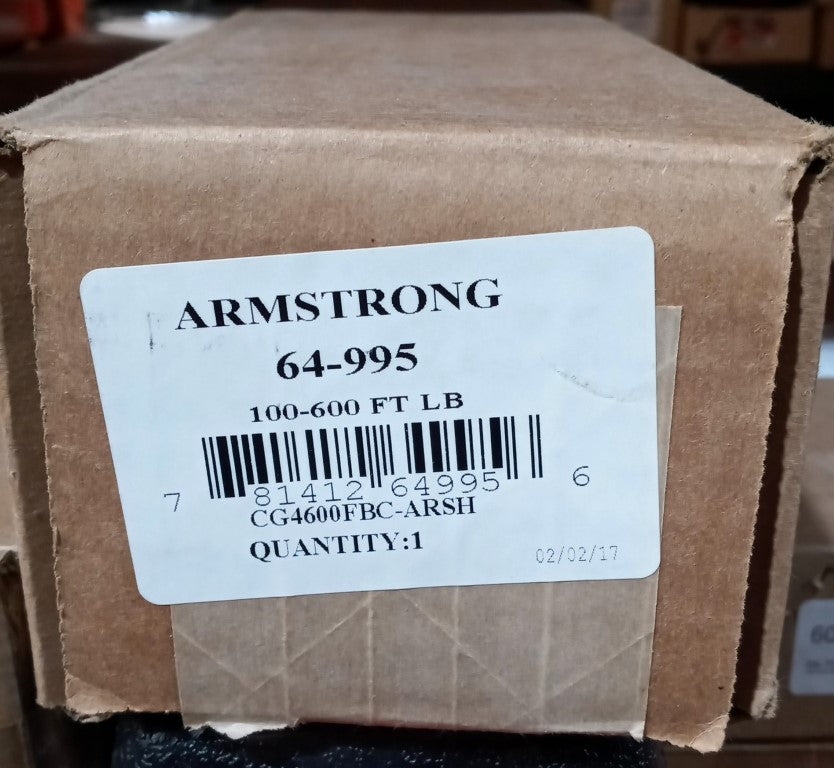 ARMSTRONG
64-995
100-600 FT LB
7 81412 64995 6
CG4600FBC-ARSH
QUANTITY:1
02/02/17